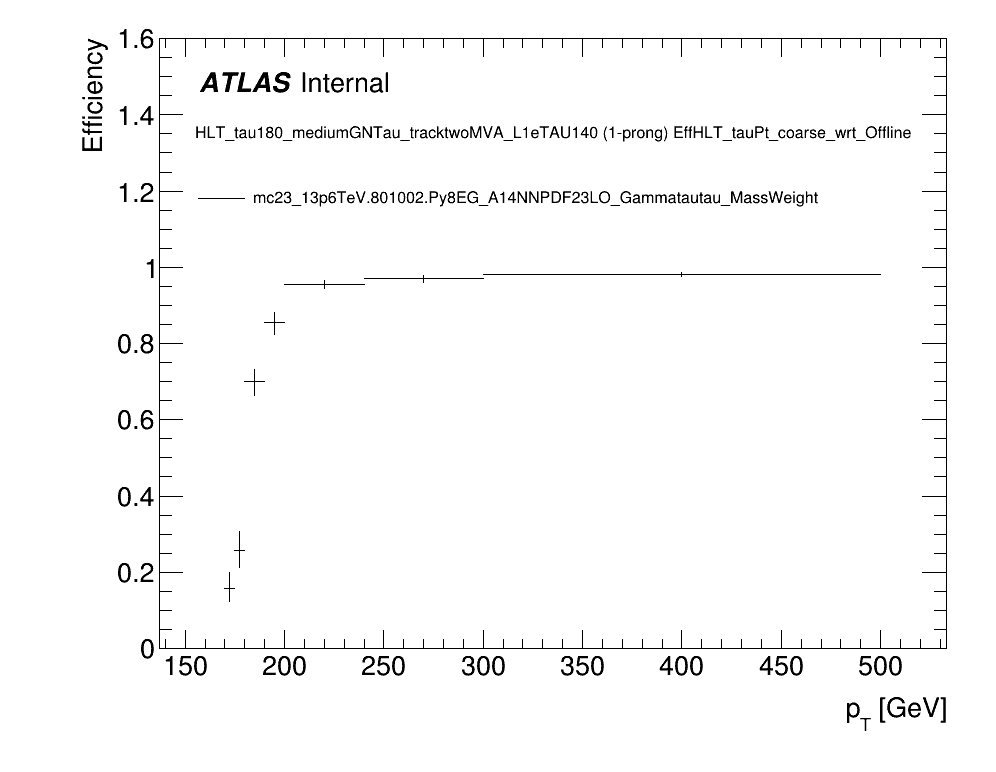 Efficiency
1.6
1.4
1.2
1
0.8
0.6
0.4
0.2
0
ATLAS Internal
HLT_tau180_mediumGNTau_tracktwoMVA_L1eTAU140 (1-prong) EffHLT_tauPt_coarse_wrt_Offline
mc23_13p6TeV.801002.Py8EG_A14NNPDF23LO_Gammatautau_MassWeight
150 200 250 300 350 400 450 500
p_T [GeV]